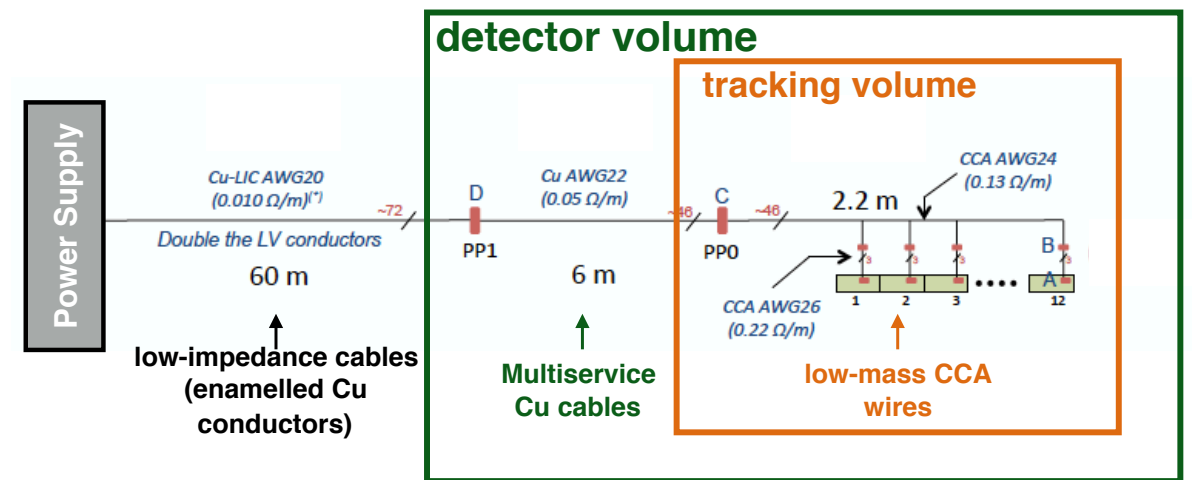 detector volume
tracking volume
Power Supply
Cu-LIC AWG20
(0.010 Ω/m)(*)
~72
Double the LV conductors
60 m
low-impedance cables
(enamelled Cu
conductors)
D
PP1
Cu AWG22
(0.05 Ω/m)
~46
6 m
Multiservice
Cu cables
C
PP0
~46
2.2 m
CCA AWG24
(0.13 Ω/m)
B
3
3
3
3
A
1
2
3
12
CCA AWG26
(0.22 Ω/m)
low-mass CCA
wires